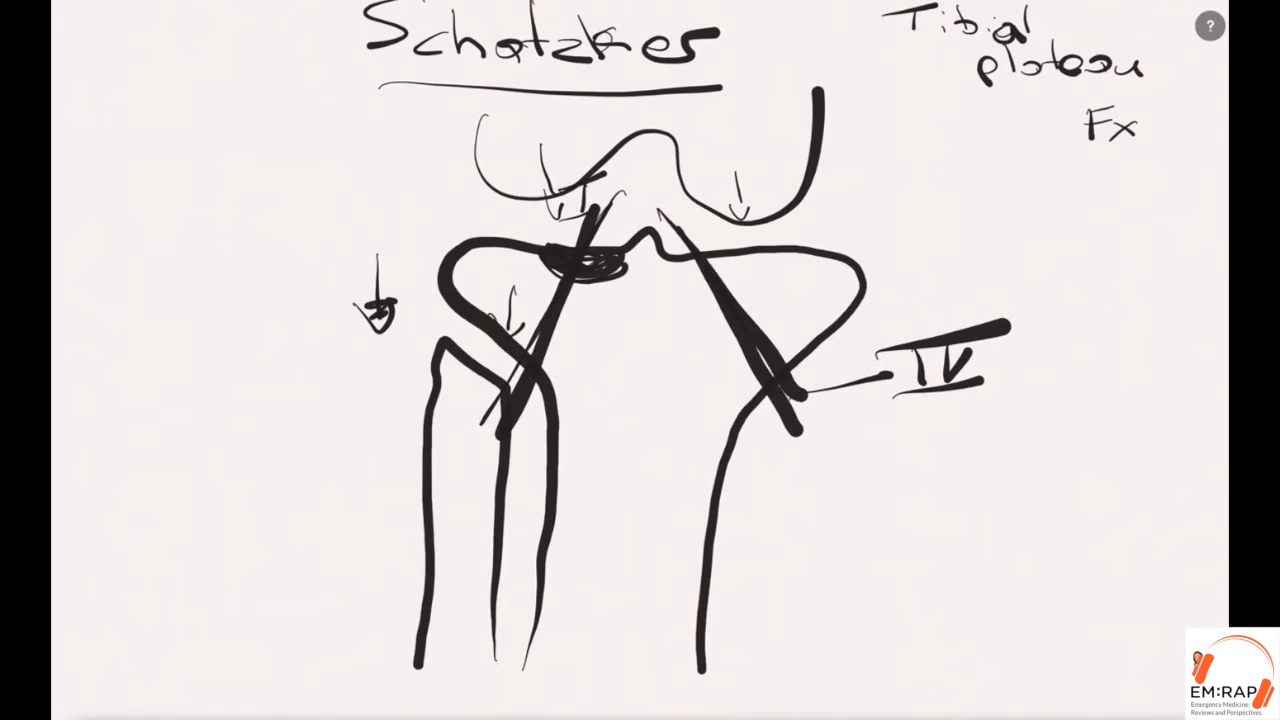 Schatzker
Tibial
plateau
Fx
I
IV
?
EM:RAP
Emergency Medicine:
Reviews and Perspectives